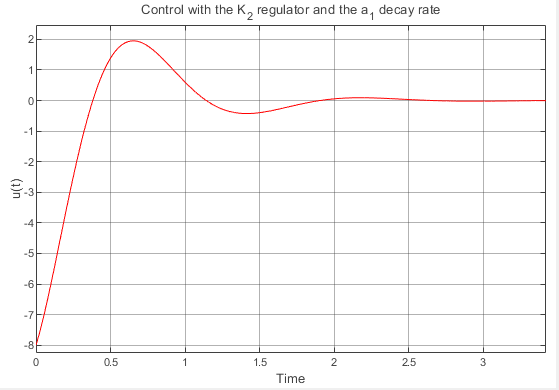 Control with the K2 regulator and the a1 decay rate
2
1
0
-1
-2
-3
-4
-5
-6
-7
-8
u(t)
0 0.5 1 1.5 2 2.5 3
Time